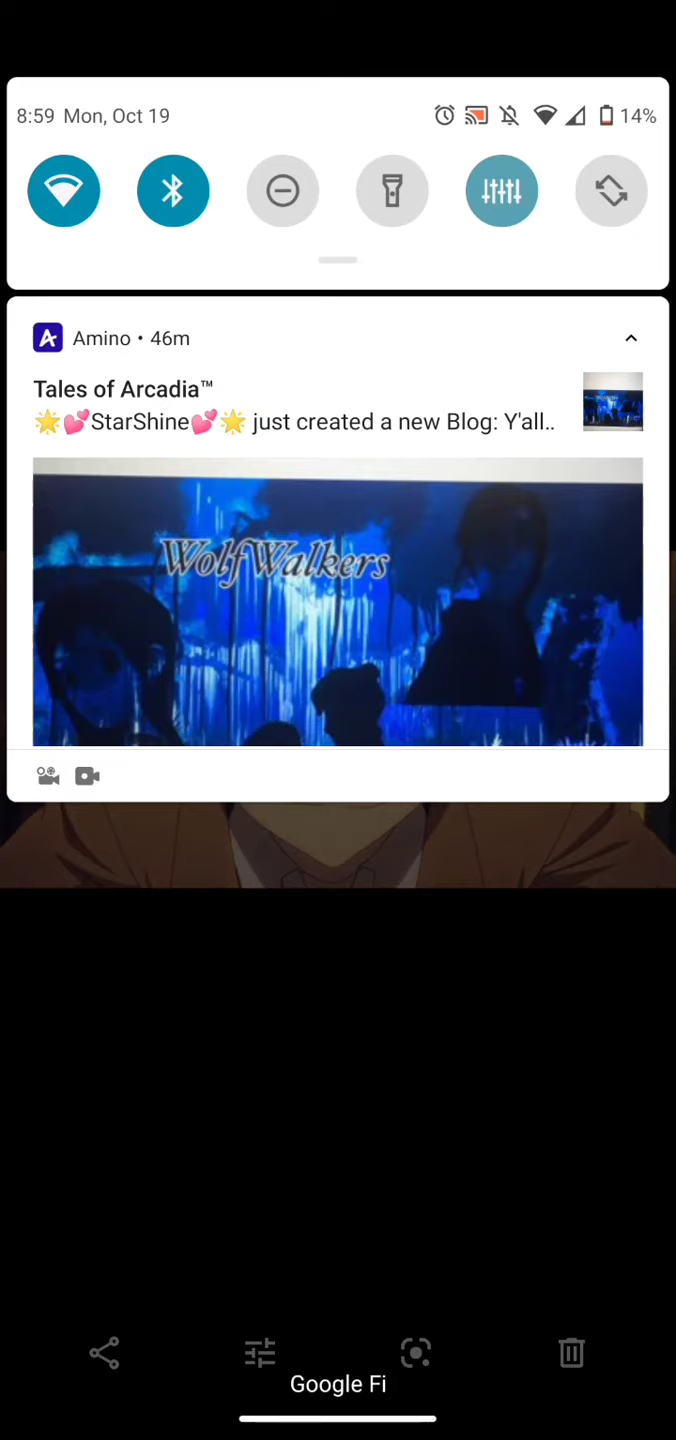 8:59 Mon, Oct 19 14%
Amino • 46m
Tales of Arcadia™
🌟💕StarShine💕🌟 just created a new Blog: Y'all..
WolfWalkers
Google Fi